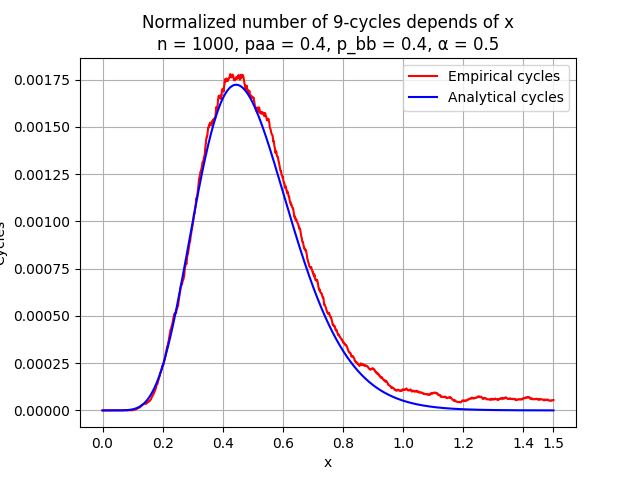 Normalized number of 9-cycles depends of x
n = 1000, paa = 0.4, p_bb = 0.4, α = 0.5
Empirical cycles
Analytical cycles
0.00175
0.00150
0.00125
0.00100
0.00075
0.00050
0.00025
0.00000
0.0 0.2 0.4 0.6 0.8 1.0 1.2 1.4 1.5
x